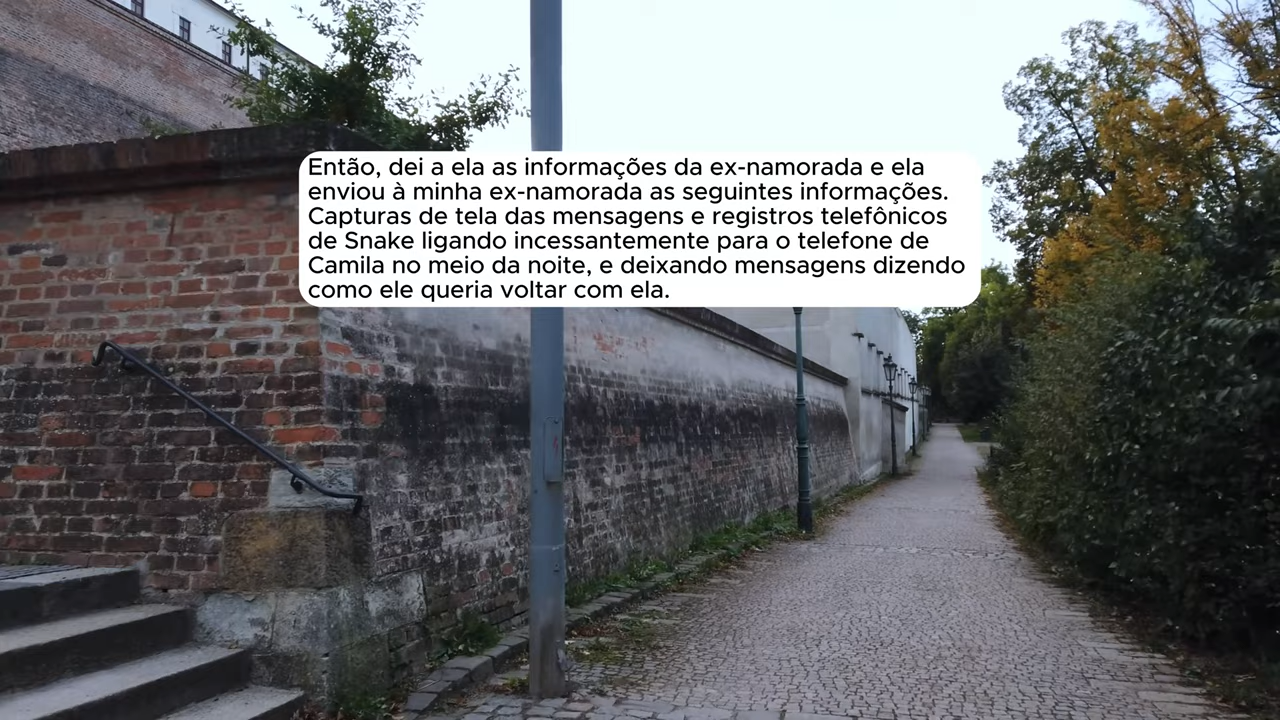 Então, dei a ela as informações da ex-namorada e ela
enviou à minha ex-namorada as seguintes informações.
Capturas de tela das mensagens e registros telefônicos
de Snake ligando incessantemente para o telefone de
Camila no meio da noite, e deixando mensagens dizendo
como ele queria voltar com ela.